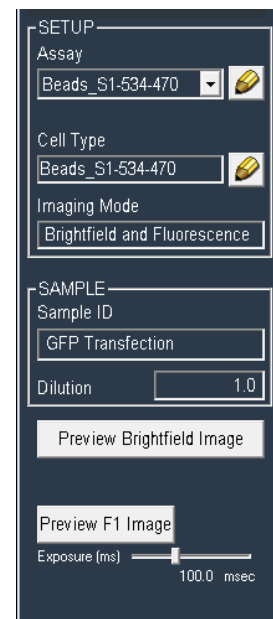 SETUP
Assay
Beads_S1-534-470
Cell Type
Beads_S1-534-470
Imaging Mode
Brightfield and Fluorescence
SAMPLE
Sample ID
GFP Transfection
Dilution 1.0
Preview Brightfield Image
Preview F1 Image
Exposure (ms)
100.0 msec